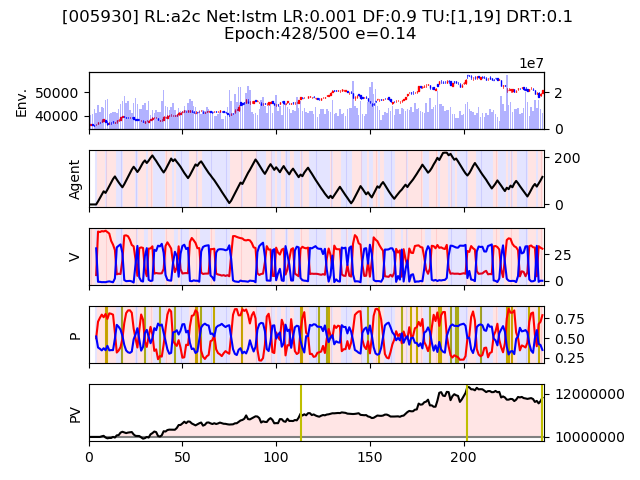 [005930] RL:a2c Net:lstm LR:0.001 DF:0.9 TU:[1,19] DRT:0.1
Epoch:428/500 e=0.14
1e7
Env.
50000
40000
2
0
Agent
200
0
V
25
0
P
0.75
0.50
0.25
PV
12000000
10000000
0 50 100 150 200